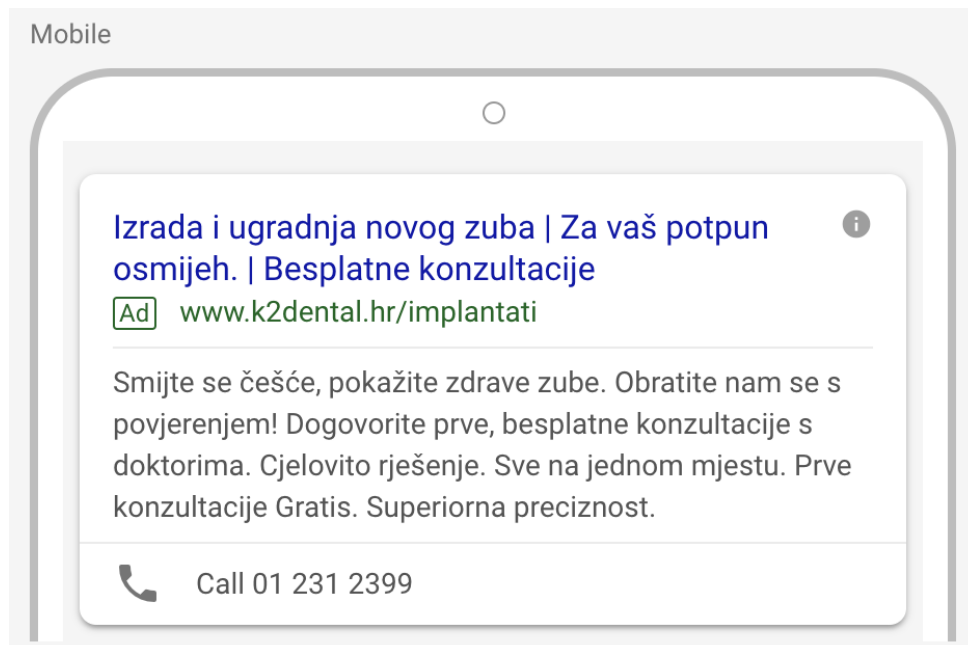 Mobile
Izrada i ugradnja novog zuba | Za vaš potpun
osmijeh. | Besplatne konzultacije
Ad www.k2dental.hr/implantati
Smijte se češće, pokažite zdrave zube. Obratite nam se s
povjerenjem! Dogovorite prve, besplatne konzultacije s
doktorima. Cjelovito rješenje. Sve na jednom mjestu. Prve
konzultacije Gratis. Superiorna preciznost.
Call 01 231 2399